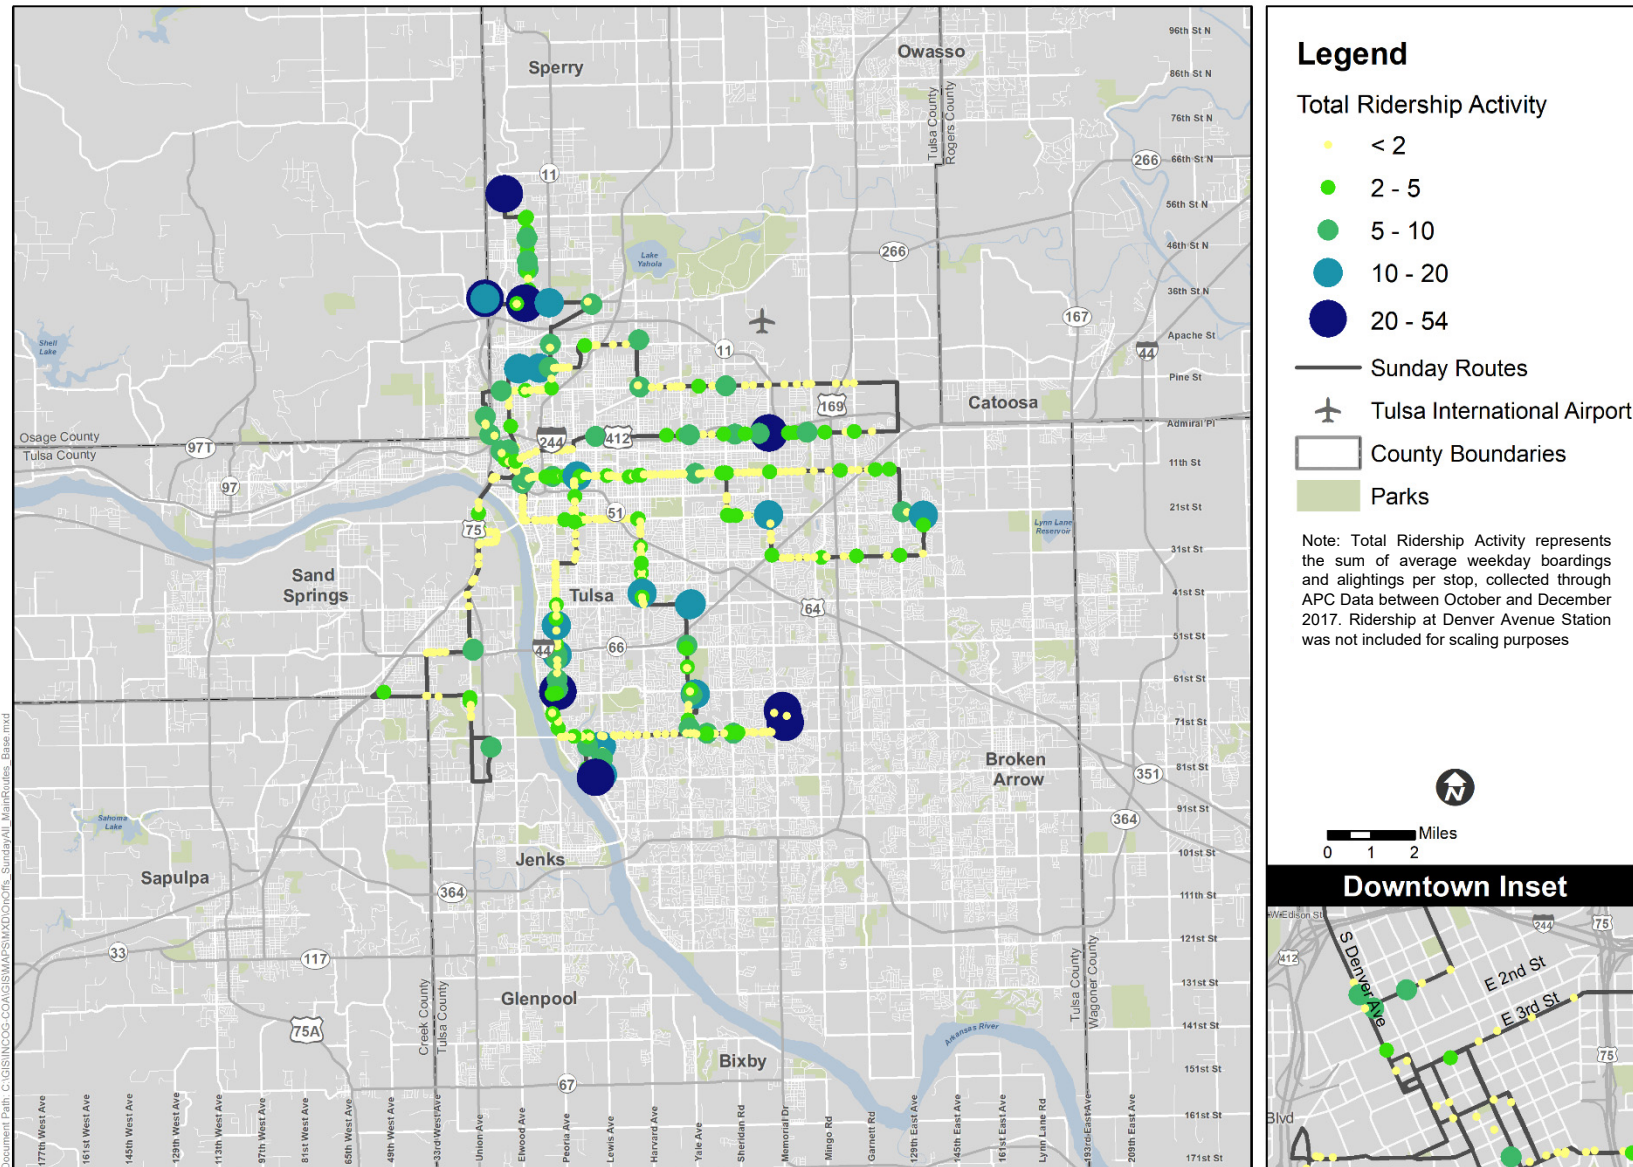 Sperry
Owasso
96th St N
86th St N
76th St N
66th St N
56th St N
46th St N
36th St N
Apache St
Pine St
Admiral Pl
11th St
21st St
31st St
41st St
51st St
61st St
71st St
81st St
91st St
101st St
111th St
121st St
131st St
141st St
151st St
161st St
171st St
Tulsa County
Rogers County
11
266
266
167
44
11
169
Lake
Yahola
Shell
Lake
Catoosa
Osage County
Tulsa County
97T
97
244
412
51
75
Lynn Lane
Reservoir
Sand
Springs
Tulsa
64
44
66
Broken
Arrow
351
364
Sahoma
Lake
Sapulpa
Jenks
364
33
117
Glenpool
75A
Creek County
Tulsa County
Tulsa County
Wagoner County
Arkansas River
Bixby
67
177th West Ave
161st West Ave
145th West Ave
129th West Ave
113th West Ave
97th West Ave
81st West Ave
65th West Ave
49th West Ave
33rd West Ave
Union Ave
Elwood Ave
Peoria Ave
Lewis Ave
Harvard Ave
Yale Ave
Sheridan Rd
Memorial Dr
Mingo Rd
Garnett Rd
129th East Ave
145th East Ave
161st East Ave
Lynn Lane Rd
193rd East Ave
209th East Ave
Document Path: C:\GIS\INCOG-COA\GIS\MAPS\MXD\OnOffs_SundayAll_MainRoutes_Base.mxd
Legend
Total Ridership Activity
< 2
2 - 5
5 - 10
10 - 20
20 - 54
Sunday Routes
Tulsa International Airport
County Boundaries
Parks
Note: Total Ridership Activity represents
the sum of average weekday boardings
and alightings per stop, collected through
APC Data between October and December
2017. Ridership at Denver Avenue Station
was not included for scaling purposes
N
Miles
0 1 2
Downtown Inset
W Edison St
244
75
412
S Denver Ave
E 2nd St
E 3rd St
75
Blvd